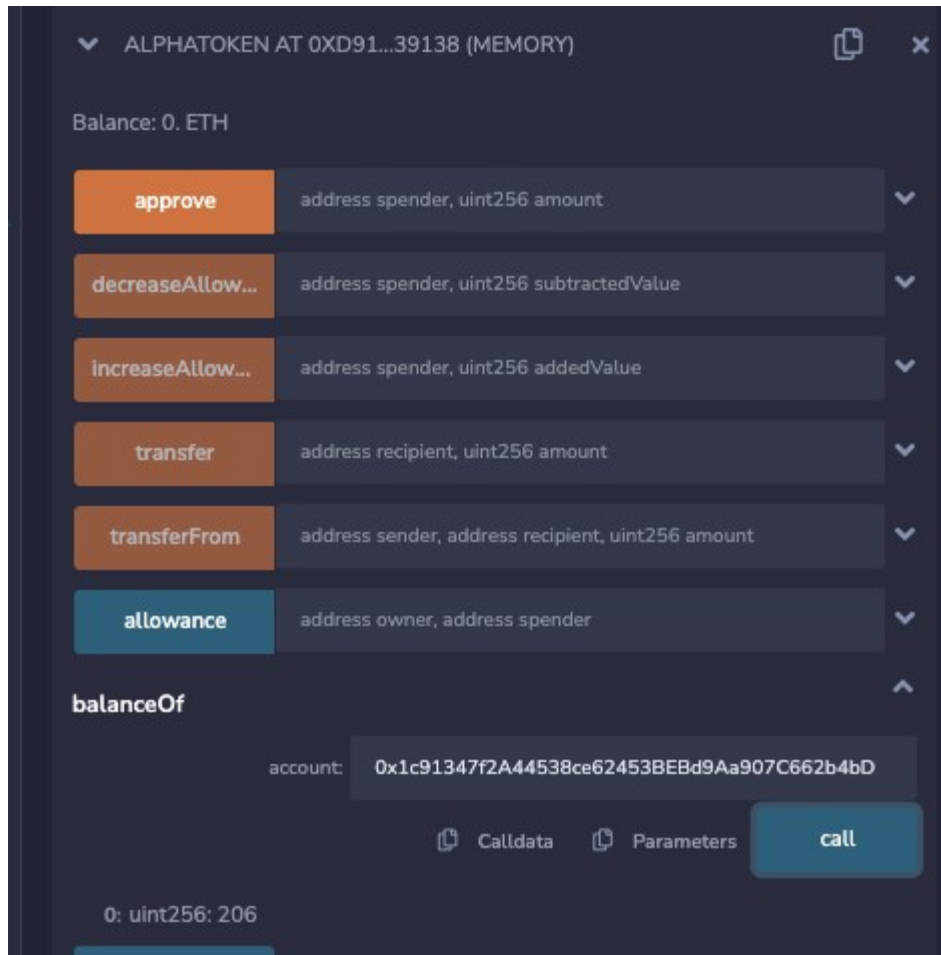 ALPHATOKEN AT 0XD91...39138 (MEMORY)
Balance: 0. ETH
approve address spender, uint256 amount
decreaseAllow... address spender, uint256 subtractedValue
increaseAllow... address spender, uint256 addedValue
transfer address recipient, uint256 amount
transferFrom address sender, address recipient, uint256 amount
allowance address owner, address spender
balanceOf
account: 0x1c91347f2A44538ce62453BEBd9Aa907C662b4bD
Calldata Parameters call
0: uint256: 206